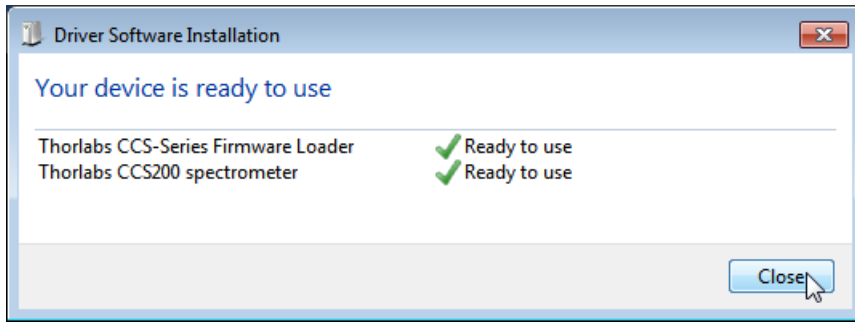 Driver Software Installation
Your device is ready to use
Thorlabs CCS-Series Firmware Loader Ready to use
Thorlabs CCS200 spectrometer Ready to use
Close